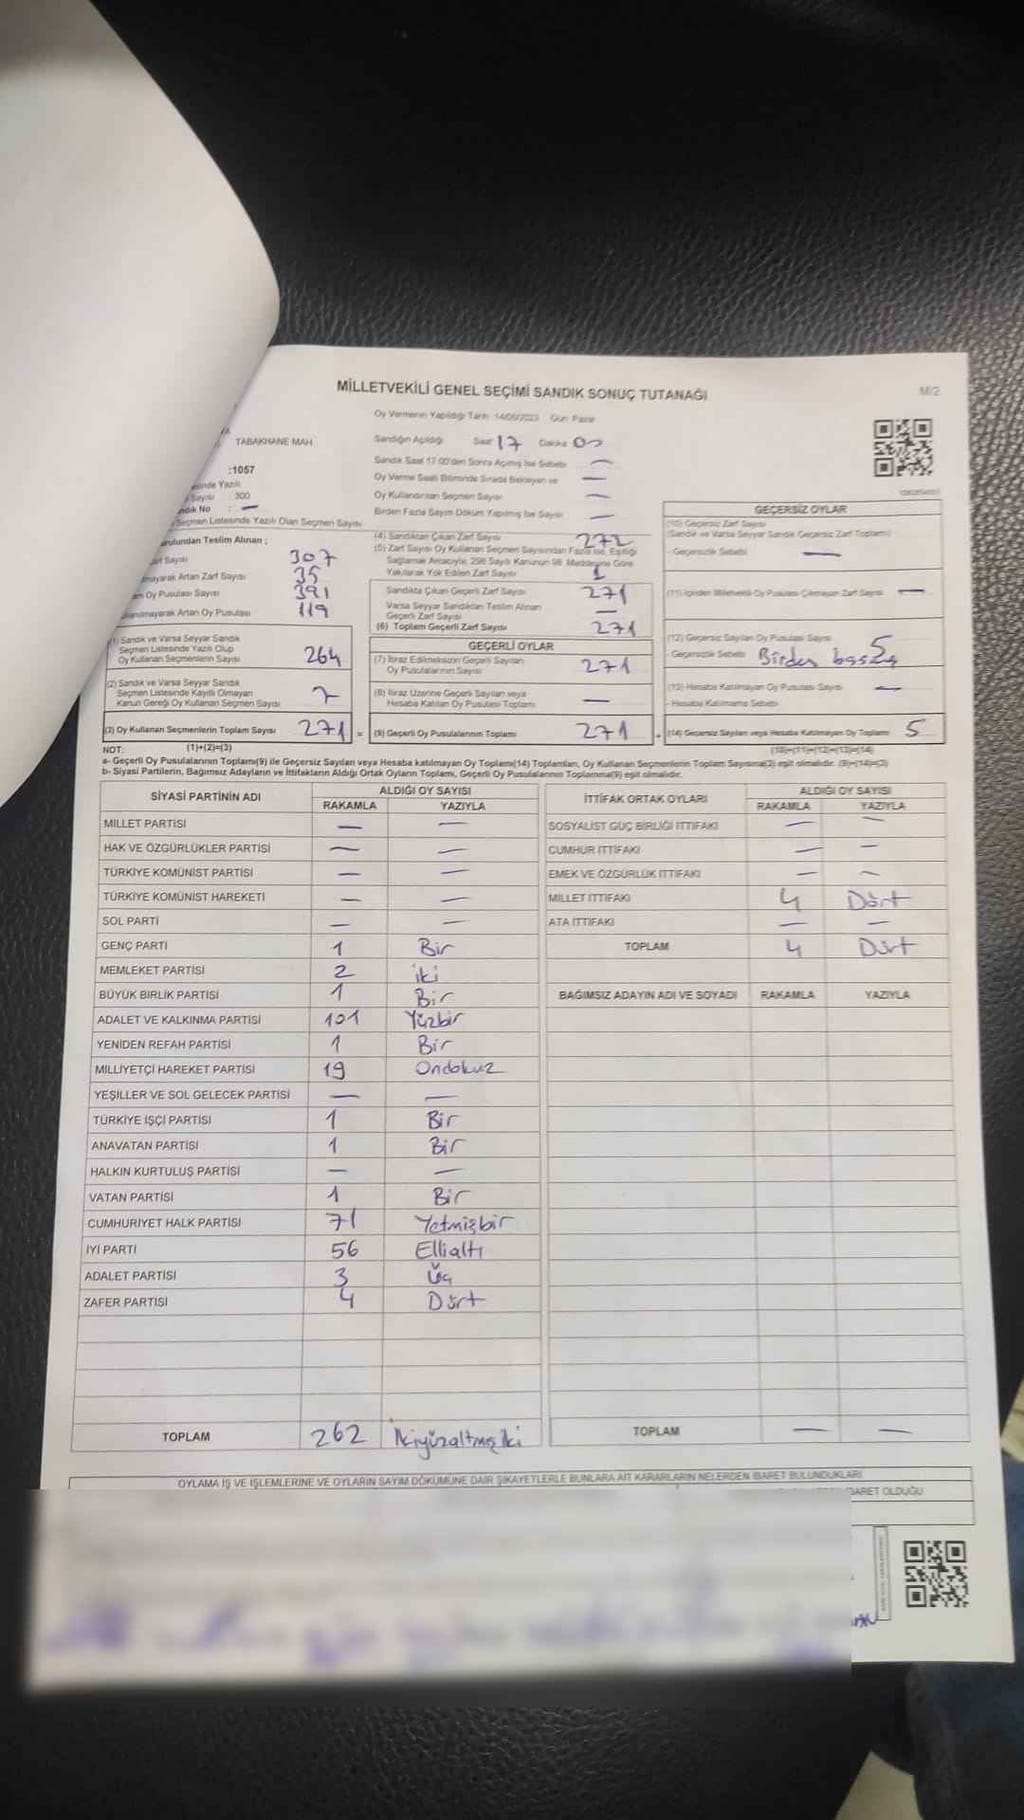 MİLLETVEKİLİ GENEL SEÇİMİ SANDIK SONUÇ TUTANAĞI
M/2
Oy Vermenin Yapıldığı Tarih 14/05/2023 Gün Pazar
TABAKHANE MAH
Sandığın Açıldığı Saat 17 Dakika 00
Sandık Saat 17:00'den Sonra Açılmış İse Sebebi —
:1057
Oy Verme Saati Bitiminde Sırada Bekleyen ve —
Sayısı 300
Oy Kullandırılan Seçmen Sayısı —
No : —
Birden Fazla Sayım Döküm Yapılmış İse Sayısı —
Seçmen Listesinde Yazılı Olan Seçmen Sayısı
Teslim Alınan ;
Sayısı 307
Artan Zarf Sayısı 35
Oy Pusulası Sayısı 391
Artan Oy Pusulası 119
(1) Sandık ve Varsa Seyyar Sandık
Seçmen Listesinde Yazılı Olup
Oy Kullanan Seçmenlerin Sayısı 264
(2) Sandık ve Varsa Seyyar Sandık
Seçmen Listesinde Kayıtlı Olmayan
Kanun Gereği Oy Kullanan Seçmen Sayısı 7
(3) Oy Kullanan Seçmenlerin Toplam Sayısı 271 =
(4) Sandıktan Çıkan Zarf Sayısı 272
(5) Zarf Sayısı Oy Kullanan Seçmen Sayısından Fazla İse, Eşitliği
Sağlamak Amacıyla, 298 Sayılı Kanunun 98. Maddesine Göre
Yakılarak Yok Edilen Zarf Sayısı 1
Sandıkta Çıkan Geçerli Zarf Sayısı 271
Varsa Seyyar Sandıktan Teslim Alınan
Geçerli Zarf Sayısı —
(6) Toplam Geçerli Zarf Sayısı 271
GEÇERLİ OYLAR
(7) İtiraz Edilmeksizin Geçerli Sayılan
Oy Pusulalarının Sayısı 271
(8) İtiraz Üzerine Geçerli Sayılan veya
Hesaba Katılan Oy Pusulası Toplamı —
(9) Geçerli Oy Pusulalarının Toplamı 271
GEÇERSİZ OYLAR
(10) Geçersiz Zarf Sayısı
(Sandık ve Varsa Seyyar Sandık Geçersiz Zarf Toplamı)
- Geçersizlik Sebebi —
(11) İçinden Milletvekili Oy Pusulası Çıkmayan Zarf Sayısı —
(12) Geçersiz Sayılan Oy Pusulası Sayısı 5
- Geçersizlik Sebebi Birden
(13) Hesaba Katılmayan Oy Pusulası Sayısı —
- Hesaba Katılmama Sebebi
(14) Geçersiz Sayılan veya Hesaba Katılmayan Oy Toplamı 5
NOT: (1)+(2)=(3)
(10)+(11)+(12)+(13)=(14)
a- Geçerli Oy Pusulalarının Toplamı(9) ile Geçersiz Sayılan veya Hesaba katılmayan Oy Toplamı(14) Toplamları, Oy Kullanan Seçmenlerin Toplam Sayısına(3) eşit olmalıdır. (9)+(14)=(3)
b- Siyasi Partilerin, Bağımsız Adayların ve İttifakların Aldığı Ortak Oyların Toplamı, Geçerli Oy Pusulalarının Toplamına(9) eşit olmalıdır.
SİYASİ PARTİNİN ADI
ALDIĞI OY SAYISI
RAKAMLA YAZIYLA
MİLLET PARTİSİ — —
HAK VE ÖZGÜRLÜKLER PARTİSİ — —
TÜRKİYE KOMÜNİST PARTİSİ — —
TÜRKİYE KOMÜNİST HAREKETİ — —
SOL PARTİ — —
GENÇ PARTİ 1 Bir
MEMLEKET PARTİSİ 2 iki
BÜYÜK BİRLİK PARTİSİ 1 Bir
ADALET VE KALKINMA PARTİSİ 101 Yüzbir
YENİDEN REFAH PARTİSİ 1 Bir
MİLLİYETÇİ HAREKET PARTİSİ 19 Ondokuz
YEŞİLLER VE SOL GELECEK PARTİSİ — —
TÜRKİYE İŞÇİ PARTİSİ 1 Bir
ANAVATAN PARTİSİ 1 Bir
HALKIN KURTULUŞ PARTİSİ — —
VATAN PARTİSİ 1 Bir
CUMHURİYET HALK PARTİSİ 71 Yetmişbir
İYİ PARTİ 56 Ellialtı
ADALET PARTİSİ 3 Üç
ZAFER PARTİSİ 4 Dört
TOPLAM 262 İkiyüzaltmışiki
İTTİFAK ORTAK OYLARI
ALDIĞI OY SAYISI
RAKAMLA YAZIYLA
SOSYALİST GÜÇ BİRLİĞİ İTTİFAKI — —
CUMHUR İTTİFAKI — —
EMEK VE ÖZGÜRLÜK İTTİFAKI — —
MİLLET İTTİFAKI 4 Dört
ATA İTTİFAKI — —
TOPLAM 4 Dört
BAĞIMSIZ ADAYIN ADI VE SOYADI RAKAMLA YAZIYLA
TOPLAM — —
OYLAMA İŞ VE İŞLEMLERİNE VE OYLARIN SAYIM DÖKÜMÜNE DAİR ŞİKAYETLERLE BUNLARA AİT KARARLARIN NELERDEN İBARET BULUNDUKLARI
İBARET OLDUĞU